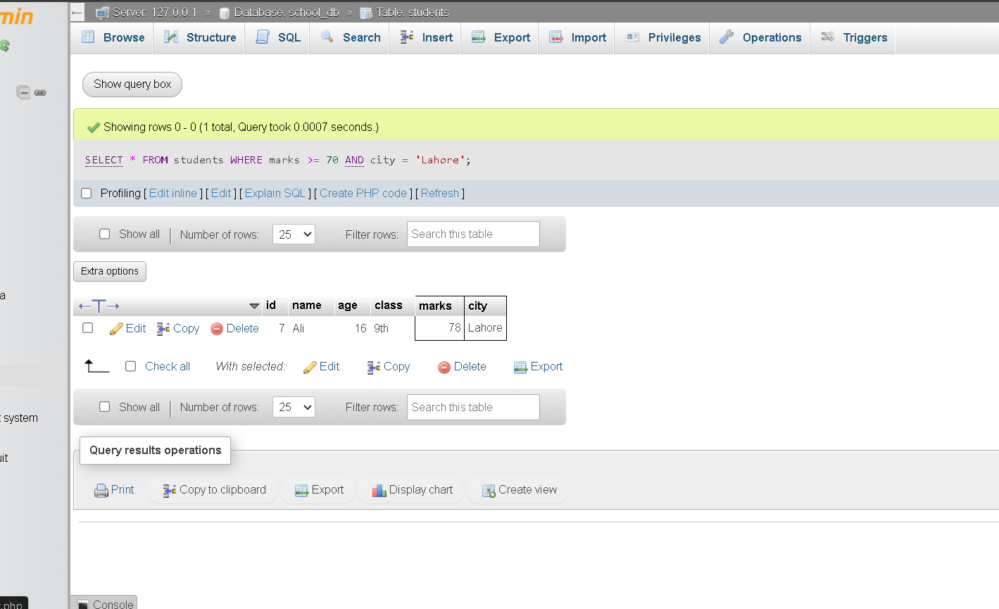 min
Server: 127.0.0.1 » Database: school_db » Table: students
Browse Structure SQL Search Insert Export Import Privileges Operations Triggers
Show query box
Showing rows 0 - 0 (1 total, Query took 0.0007 seconds.)
SELECT * FROM students WHERE marks >= 70 AND city = 'Lahore';
Profiling [ Edit inline ] [ Edit ] [ Explain SQL ] [ Create PHP code ] [ Refresh ]
Show all Number of rows: 25 Filter rows: Search this table
Extra options
a
id name age class marks city
Edit Copy Delete 7 Ali 16 9th 78 Lahore
Check all With selected: Edit Copy Delete Export
Show all Number of rows: 25 Filter rows: Search this table
system
Query results operations
uit
Print Copy to clipboard Export Display chart Create view
.php
Console